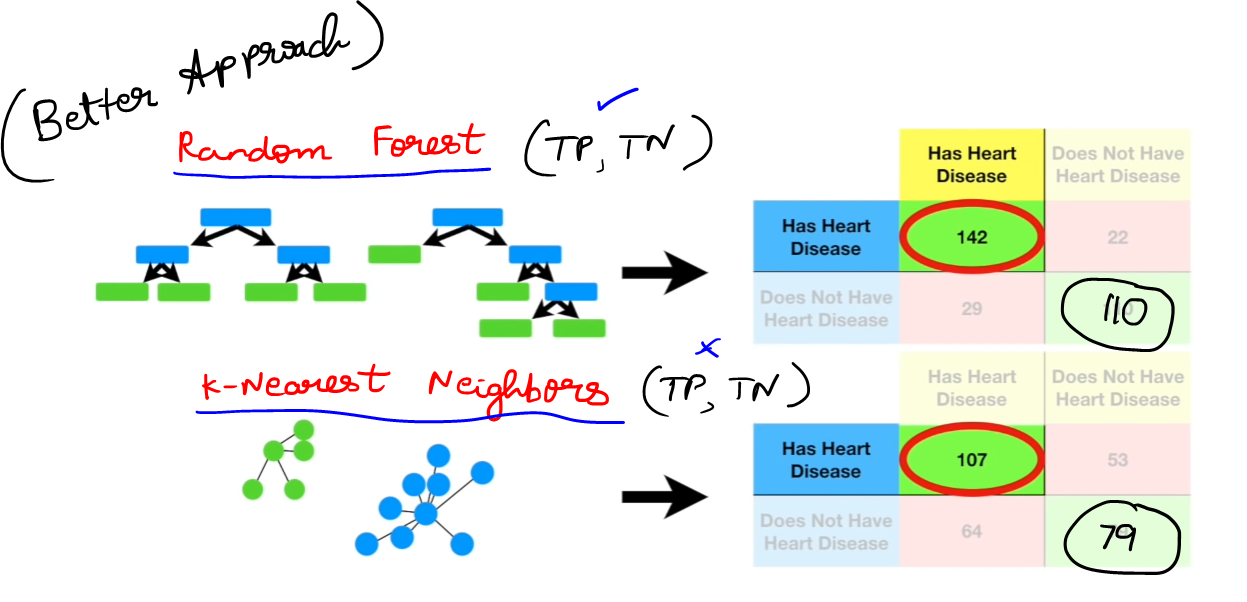 (Better Approach)
Random Forest (TP, TN) ✓
Has Heart Disease
Does Not Have Heart Disease
Has Heart Disease
142
22
Does Not Have Heart Disease
29
110
K-Nearest Neighbors (TP, TN) ✗
Has Heart Disease
Does Not Have Heart Disease
Has Heart Disease
107
53
Does Not Have Heart Disease
64
79